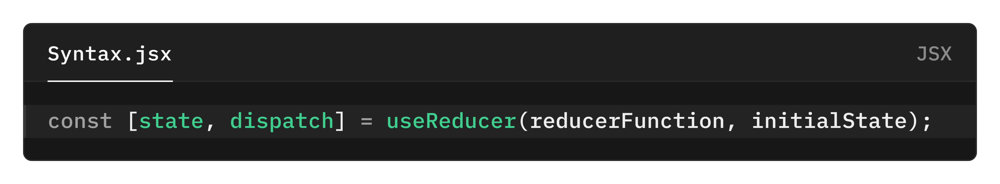 Syntax.jsx
JSX
const [state, dispatch] = useReducer(reducerFunction, initialState);